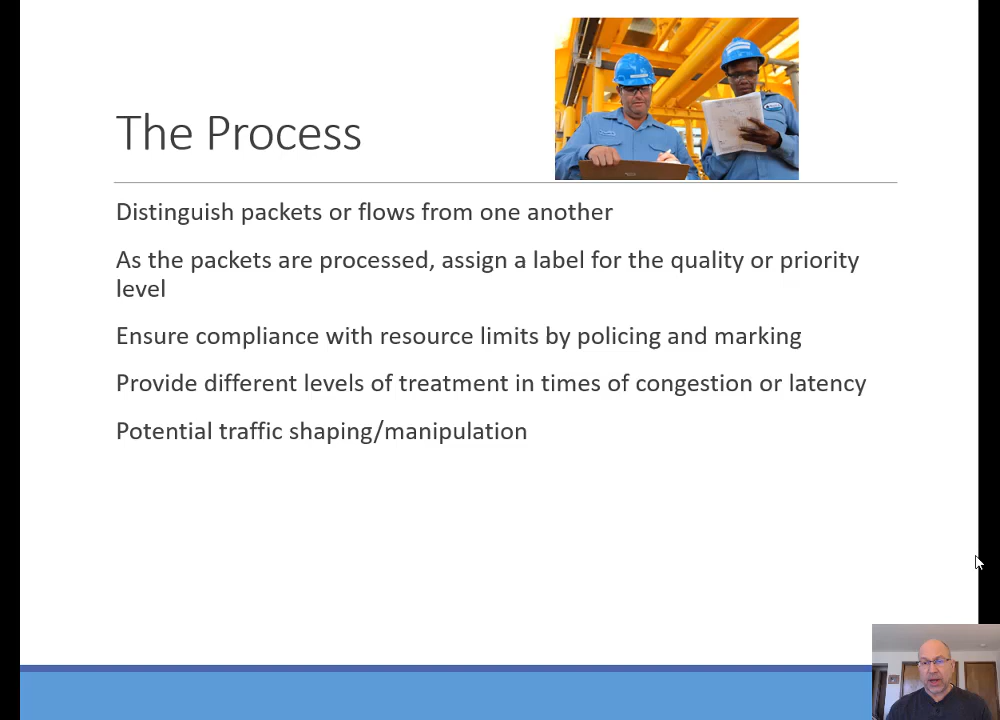 The Process
Distinguish packets or flows from one another
As the packets are processed, assign a label for the quality or priority
level
Ensure compliance with resource limits by policing and marking
Provide different levels of treatment in times of congestion or latency
Potential traffic shaping/manipulation